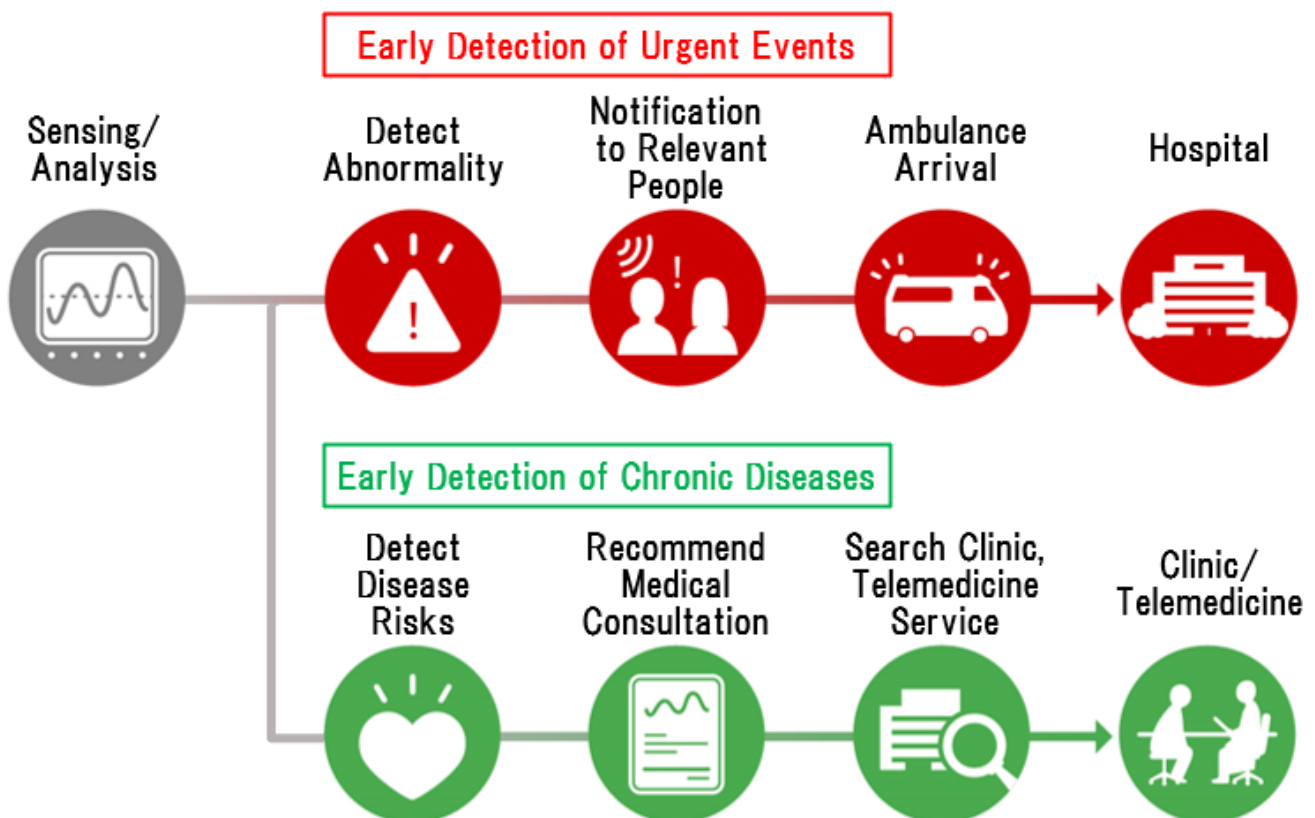 Early Detection of Urgent Events
Sensing/
Analysis
Detect
Abnormality
Notification
to Relevant
People
Ambulance
Arrival
Hospital
!
!
Early Detection of Chronic Diseases
Detect
Disease
Risks
Recommend
Medical
Consultation
Search Clinic,
Telemedicine
Service
Clinic/
Telemedicine